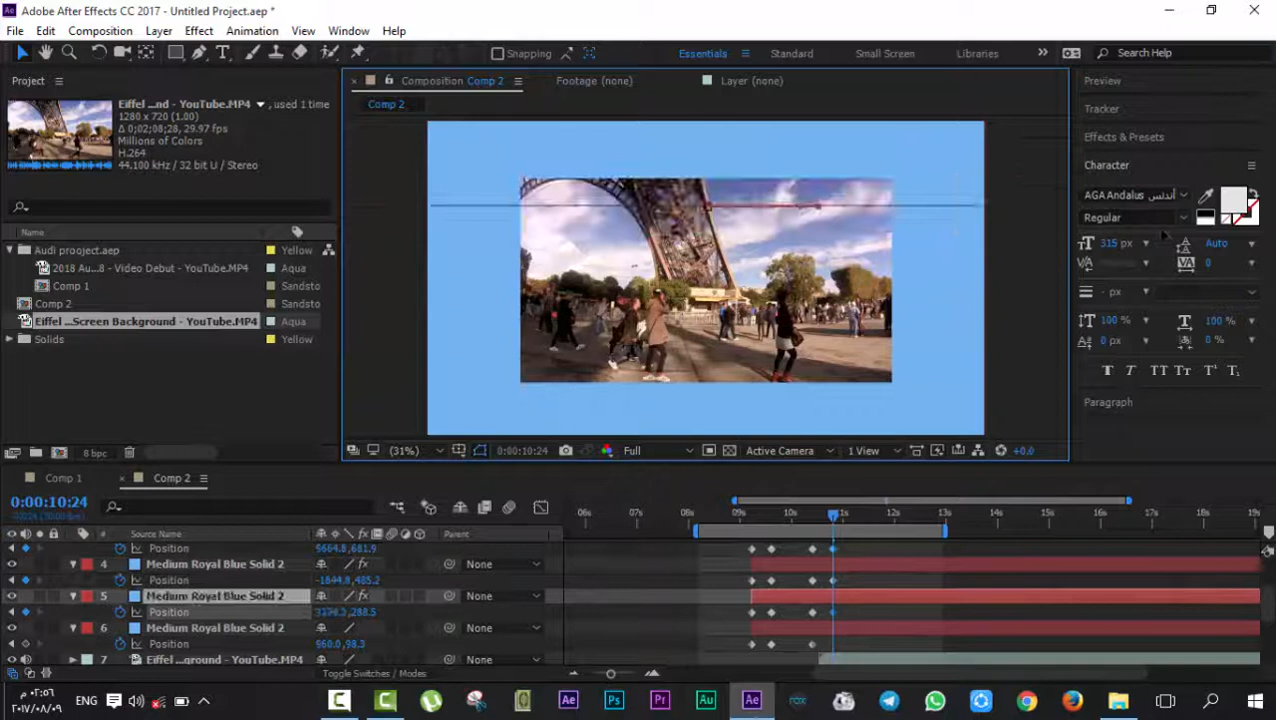 Adobe After Effects CC 2017 - Untitled Project.aep *
File Edit Composition Layer Effect Animation View Window Help
Snapping
Essentials
Standard
Small Screen
Libraries
Search Help
Project
Composition Comp 2
Footage (none)
Layer (none)
Comp 2
Eiffel ...nd - YouTube.MP4 , used 1 time
1280 x 720 (1.00)
Δ 0;02;08;28, 29.97 fps
Millions of Colors
H.264
44.100 kHz / 32 bit U / Stereo
Name
Audi prooject.aep Yellow
2018 Au...8 - Video Debut - YouTube.MP4 Aqua
Comp 1 Sandsto
Comp 2 Sandsto
Eiffel ...Screen Background - YouTube.MP4 Aqua
Solids Yellow
8 bpc
(31%) 0:00:10:24 Full Active Camera 1 View +0.0
Preview
Tracker
Effects & Presets
Character
AGA Andalus أندلس
Regular
315 px Auto
0
- px
100 % 100 %
0 px 0 %
T T TT Tt T¹ T₁
Paragraph
Comp 1 Comp 2
0:00:10:24
# Source Name Parent
06s 07s 08s 09s 10s 11s 12s 13s 14s 15s 16s 17s 18s 19s
Position 5664.8,681.9
4 Medium Royal Blue Solid 2 None
Position -1844.8,485.2
5 Medium Royal Blue Solid 2 None
Position
6 Medium Royal Blue Solid 2 None
Position 960.0,98.3
7 Eiffel ...ground - YouTube.MP4 None
Toggle Switches / Modes
ENG
٠٢:٥٦ م
٢٠١٧/٠٨/٠٩